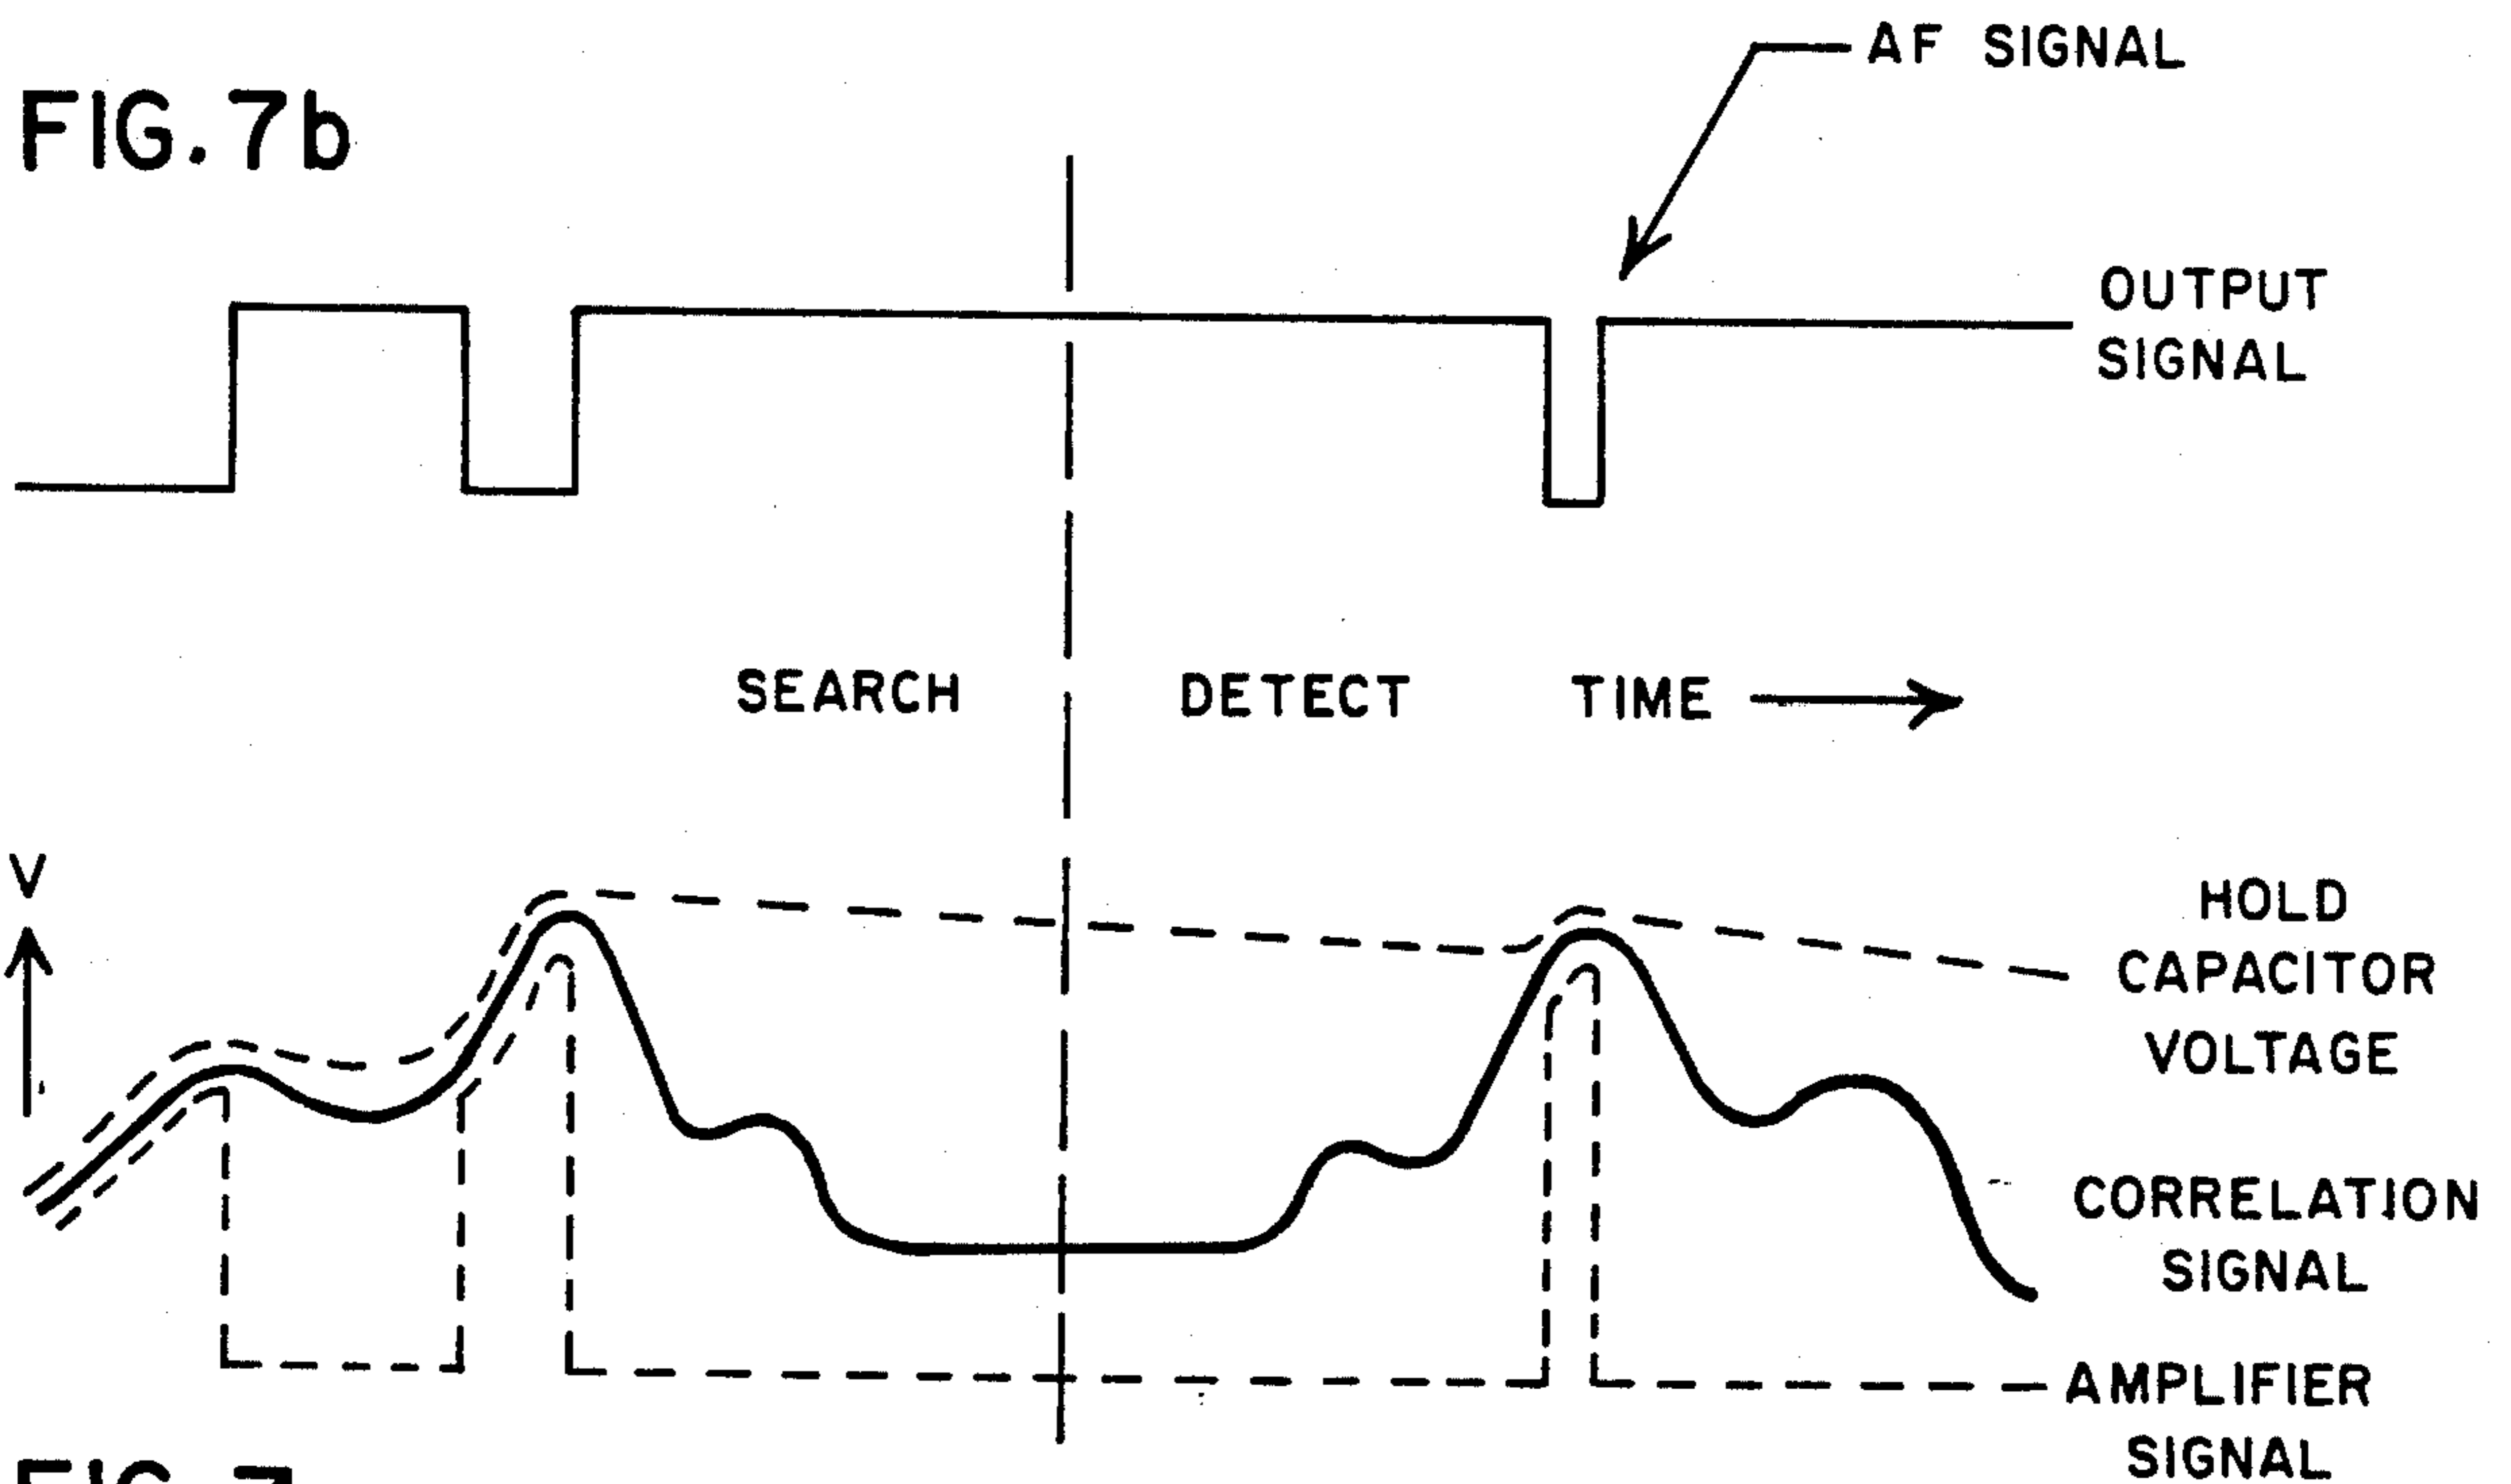 AF SIGNAL
FIG. 7b
OUTPUT
SIGNAL
SEARCH DETECT TIME
V
HOLD
CAPACITOR
VOLTAGE
CORRELATION
SIGNAL
AMPLIFIER
SIGNAL